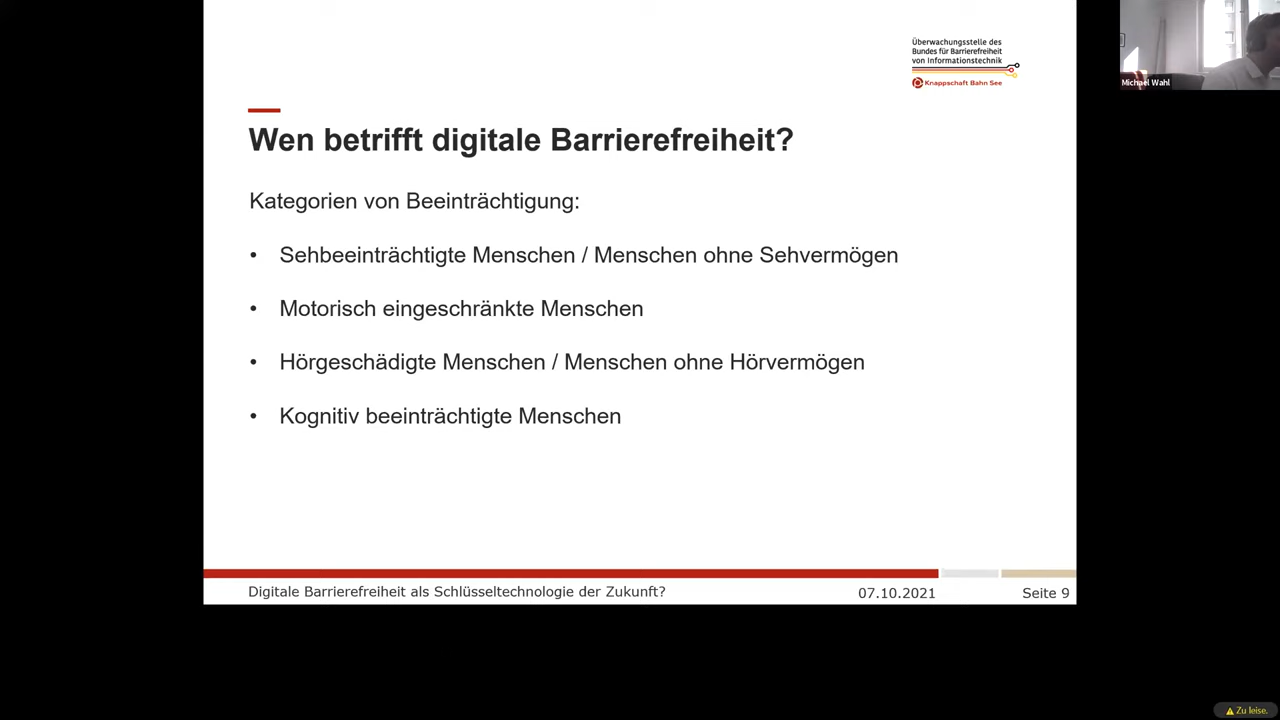 Überwachungsstelle des
Bundes für Barrierefreiheit
von Informationstechnik
Knappschaft Bahn See
Michael Wahl
Wen betrifft digitale Barrierefreiheit?
Kategorien von Beeinträchtigung:
• Sehbeeinträchtigte Menschen / Menschen ohne Sehvermögen
• Motorisch eingeschränkte Menschen
• Hörgeschädigte Menschen / Menschen ohne Hörvermögen
• Kognitiv beeinträchtigte Menschen
Digitale Barrierefreiheit als Schlüsseltechnologie der Zukunft?
07.10.2021
Seite 9
Zu leise.